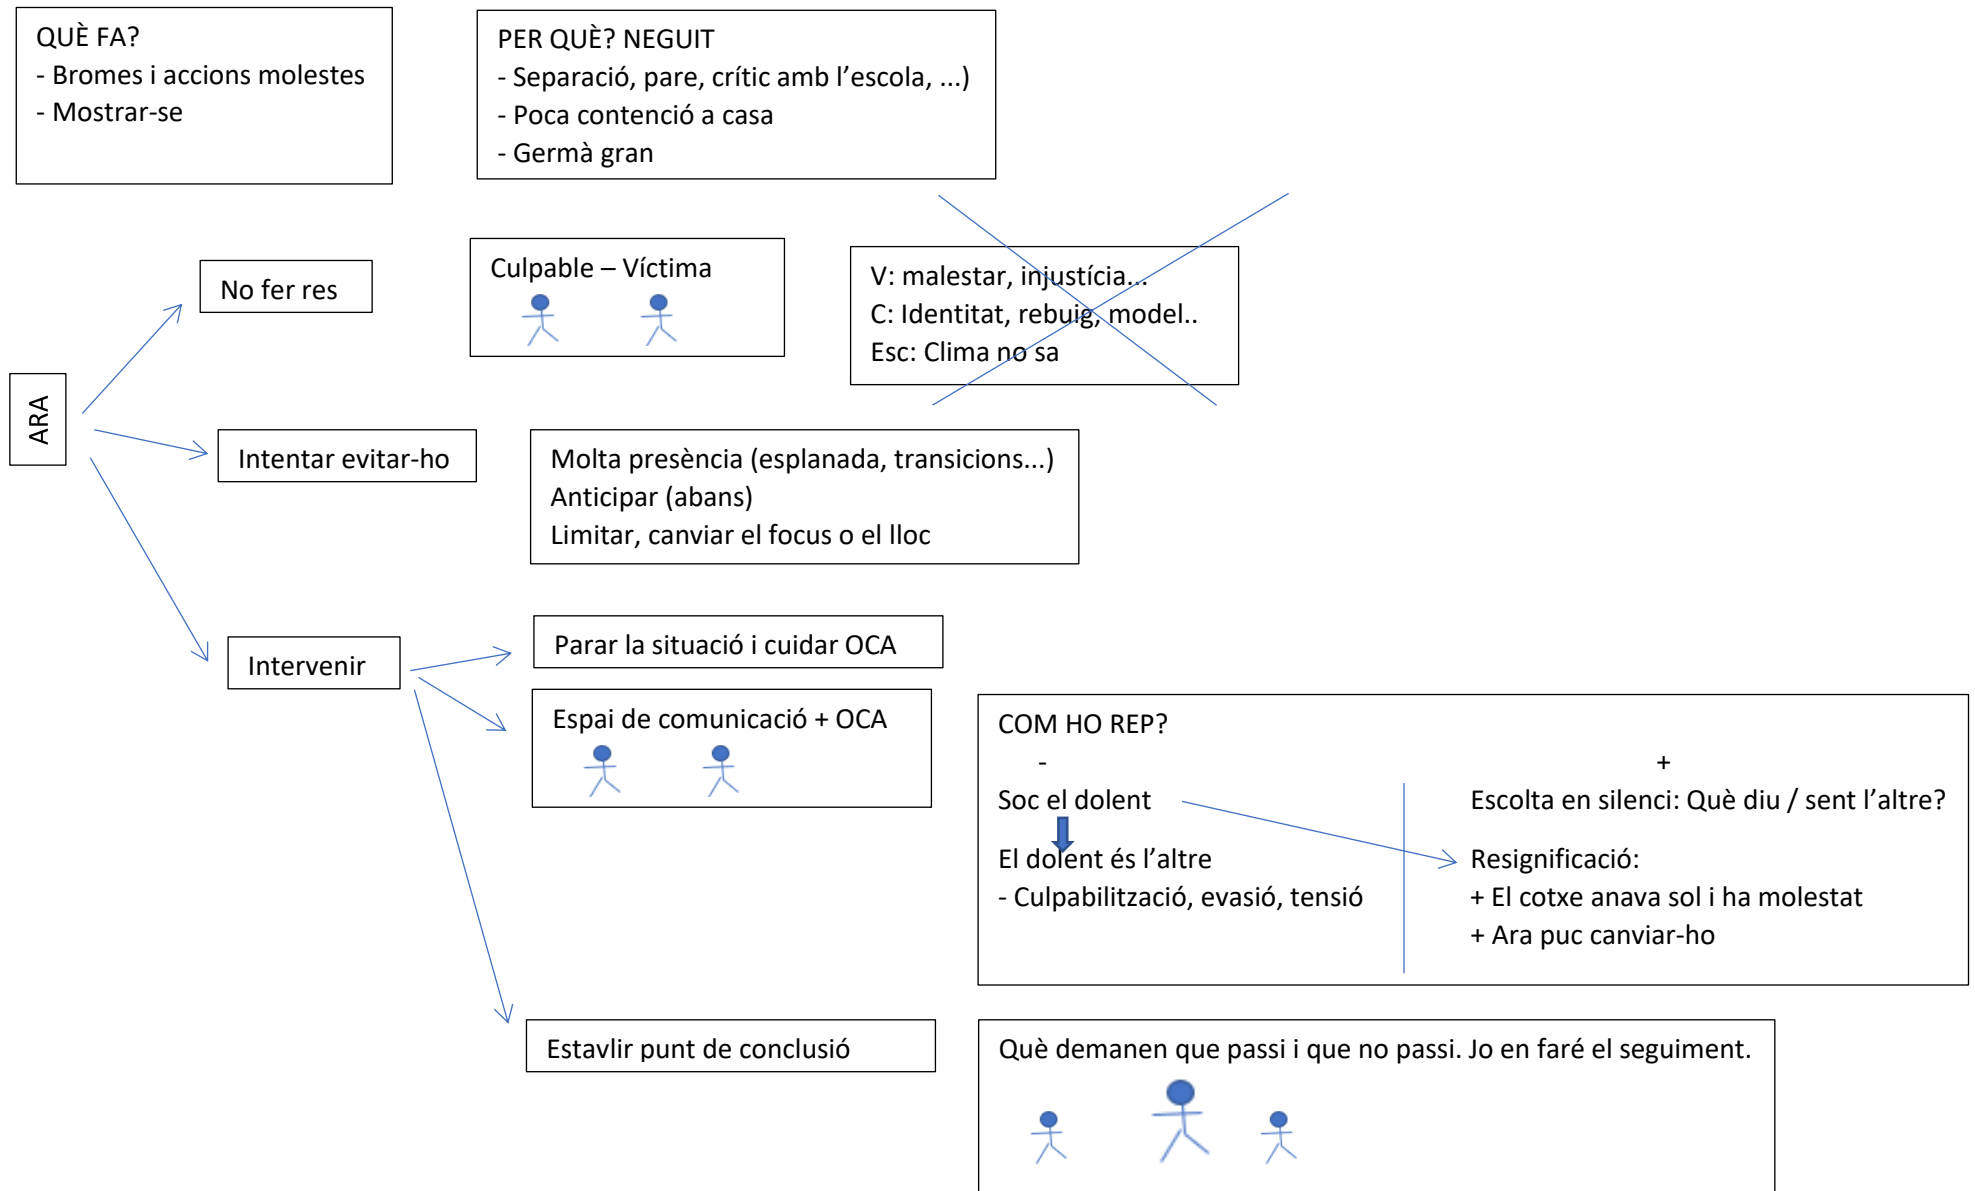 QUÈ FA?
- Bromes i accions molestes
- Mostrar-se
PER QUÈ? NEGUIT
- Separació, pare, crític amb l'escola, ...)
- Poca contenció a casa
- Germà gran
No fer res
Culpable – Víctima
V: malestar, injustícia...
C: Identitat, rebuig, model..
Esc: Clima no sa
ARA
Intentar evitar-ho
Molta presència (esplanada, transicions...)
Anticipar (abans)
Limitar, canviar el focus o el lloc
Intervenir
Parar la situació i cuidar OCA
Espai de comunicació + OCA
COM HO REP?
-
Soc el dolent
El dolent és l'altre
- Culpabilització, evasió, tensió
+
Escolta en silenci: Què diu / sent l'altre?
Resignificació:
+ El cotxe anava sol i ha molestat
+ Ara puc canviar-ho
Estavlir punt de conclusió
Què demanen que passi i que no passi. Jo en faré el seguiment.